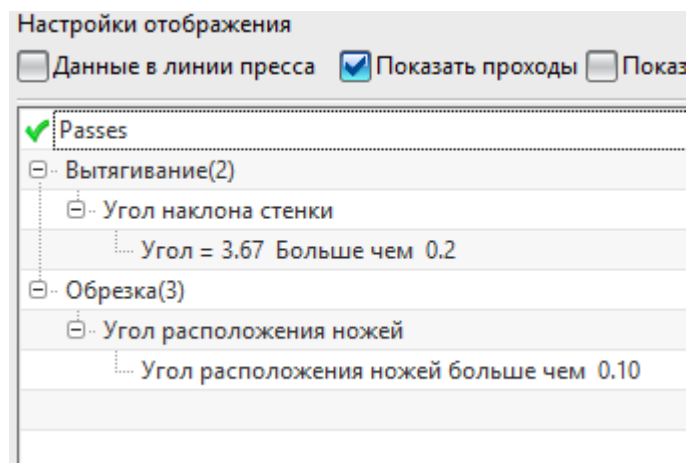 Настройки отображения
Данные в линии пресса Показать проходы Показ
Passes
Вытягивание(2)
Угол наклона стенки
Угол = 3.67 Больше чем 0.2
Обрезка(3)
Угол расположения ножей
Угол расположения ножей больше чем 0.10